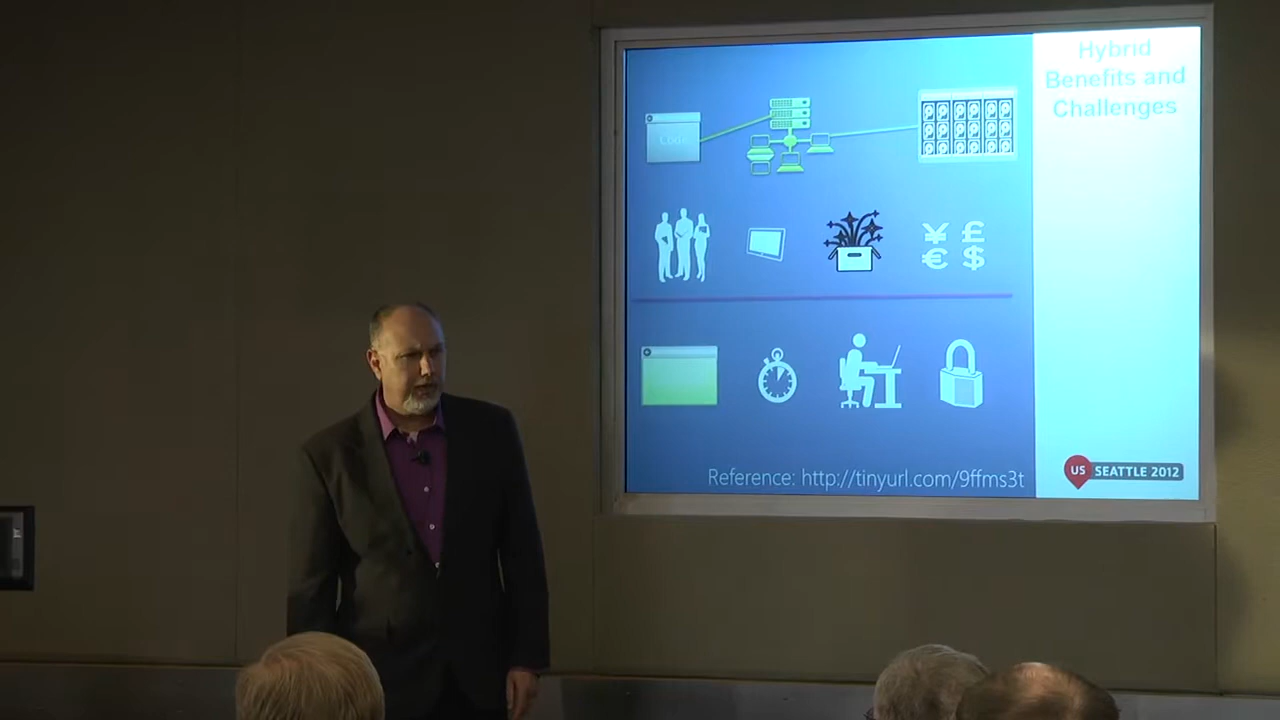 Hybrid
Benefits and
Challenges
Code
¥ £
€ $
Reference: http://tinyurl.com/9ffms3t
US SEATTLE 2012